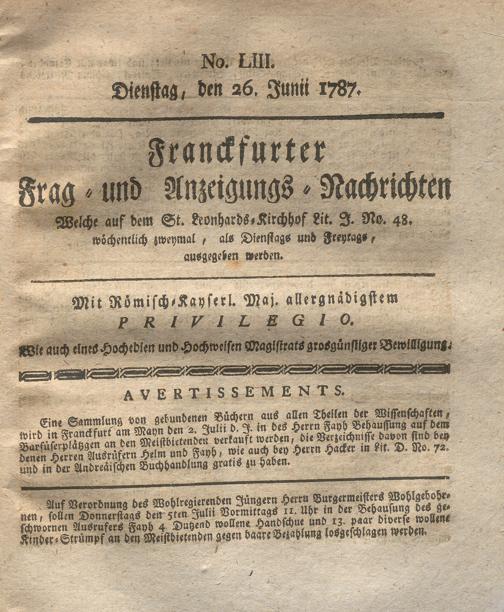 No. LIII.
Dienstag, den 26. Junii 1787.
Franckfurter
Frag- und Anzeigungs-Nachrichten
Welche auf dem St. Leonhards-Kirchhof Lit. J. No. 48.
wöchentlich zweymal, als Dienstags und Freytags,
ausgegeben werden.
Mit Römisch-Kayserl. Maj. allergnädigstem
PRIVILEGIO.
Wie auch eines Hochedlen und Hochweisen Magistrats grosgünstiger Bewilligung.
AVERTISSEMENTS.
Eine Sammlung von gebundenen Büchern aus allen Theilen der Wissenschaften,
wird in Franckfurt am Mayn den 2. Julii d. J. in des Herrn Fayh Behaussung auf dem
Barfüserplätzgen an den Meistbietenden verkauft werden, die Verzeichnisse davon sind bey
denen Herren Ausrüfern Helm und Fayh, wie auch bey Herrn Hacker in Lit. D. No. 72.
und in der Andreäischen Buchhandlung gratis zu haben.
Auf Verordnung des Wohlregierenden Jüngern Herrn Burgermeisters Wohlgebohr-
nen, sollen Donnerstags den 5ten Julii Vormittags 11. Uhr in der Behausung des ge-
schwornen Ausrufers Fayh 4 Dutzend wollene Handschue und 13. paar diverse wollene
Kinder-Strümpf an den Meistbietenden gegen baare Bezahlung losgeschlagen werden.